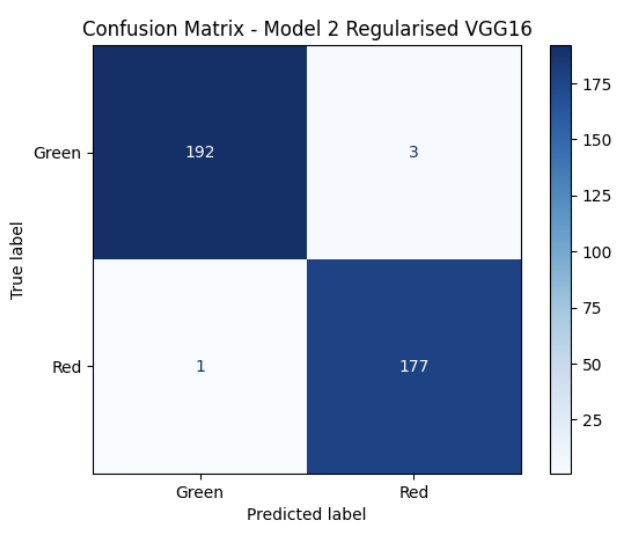 Confusion Matrix - Model 2 Regularised VGG16
True label
Green
192
3
Red
1
177
Green
Red
Predicted label
175
150
125
100
75
50
25